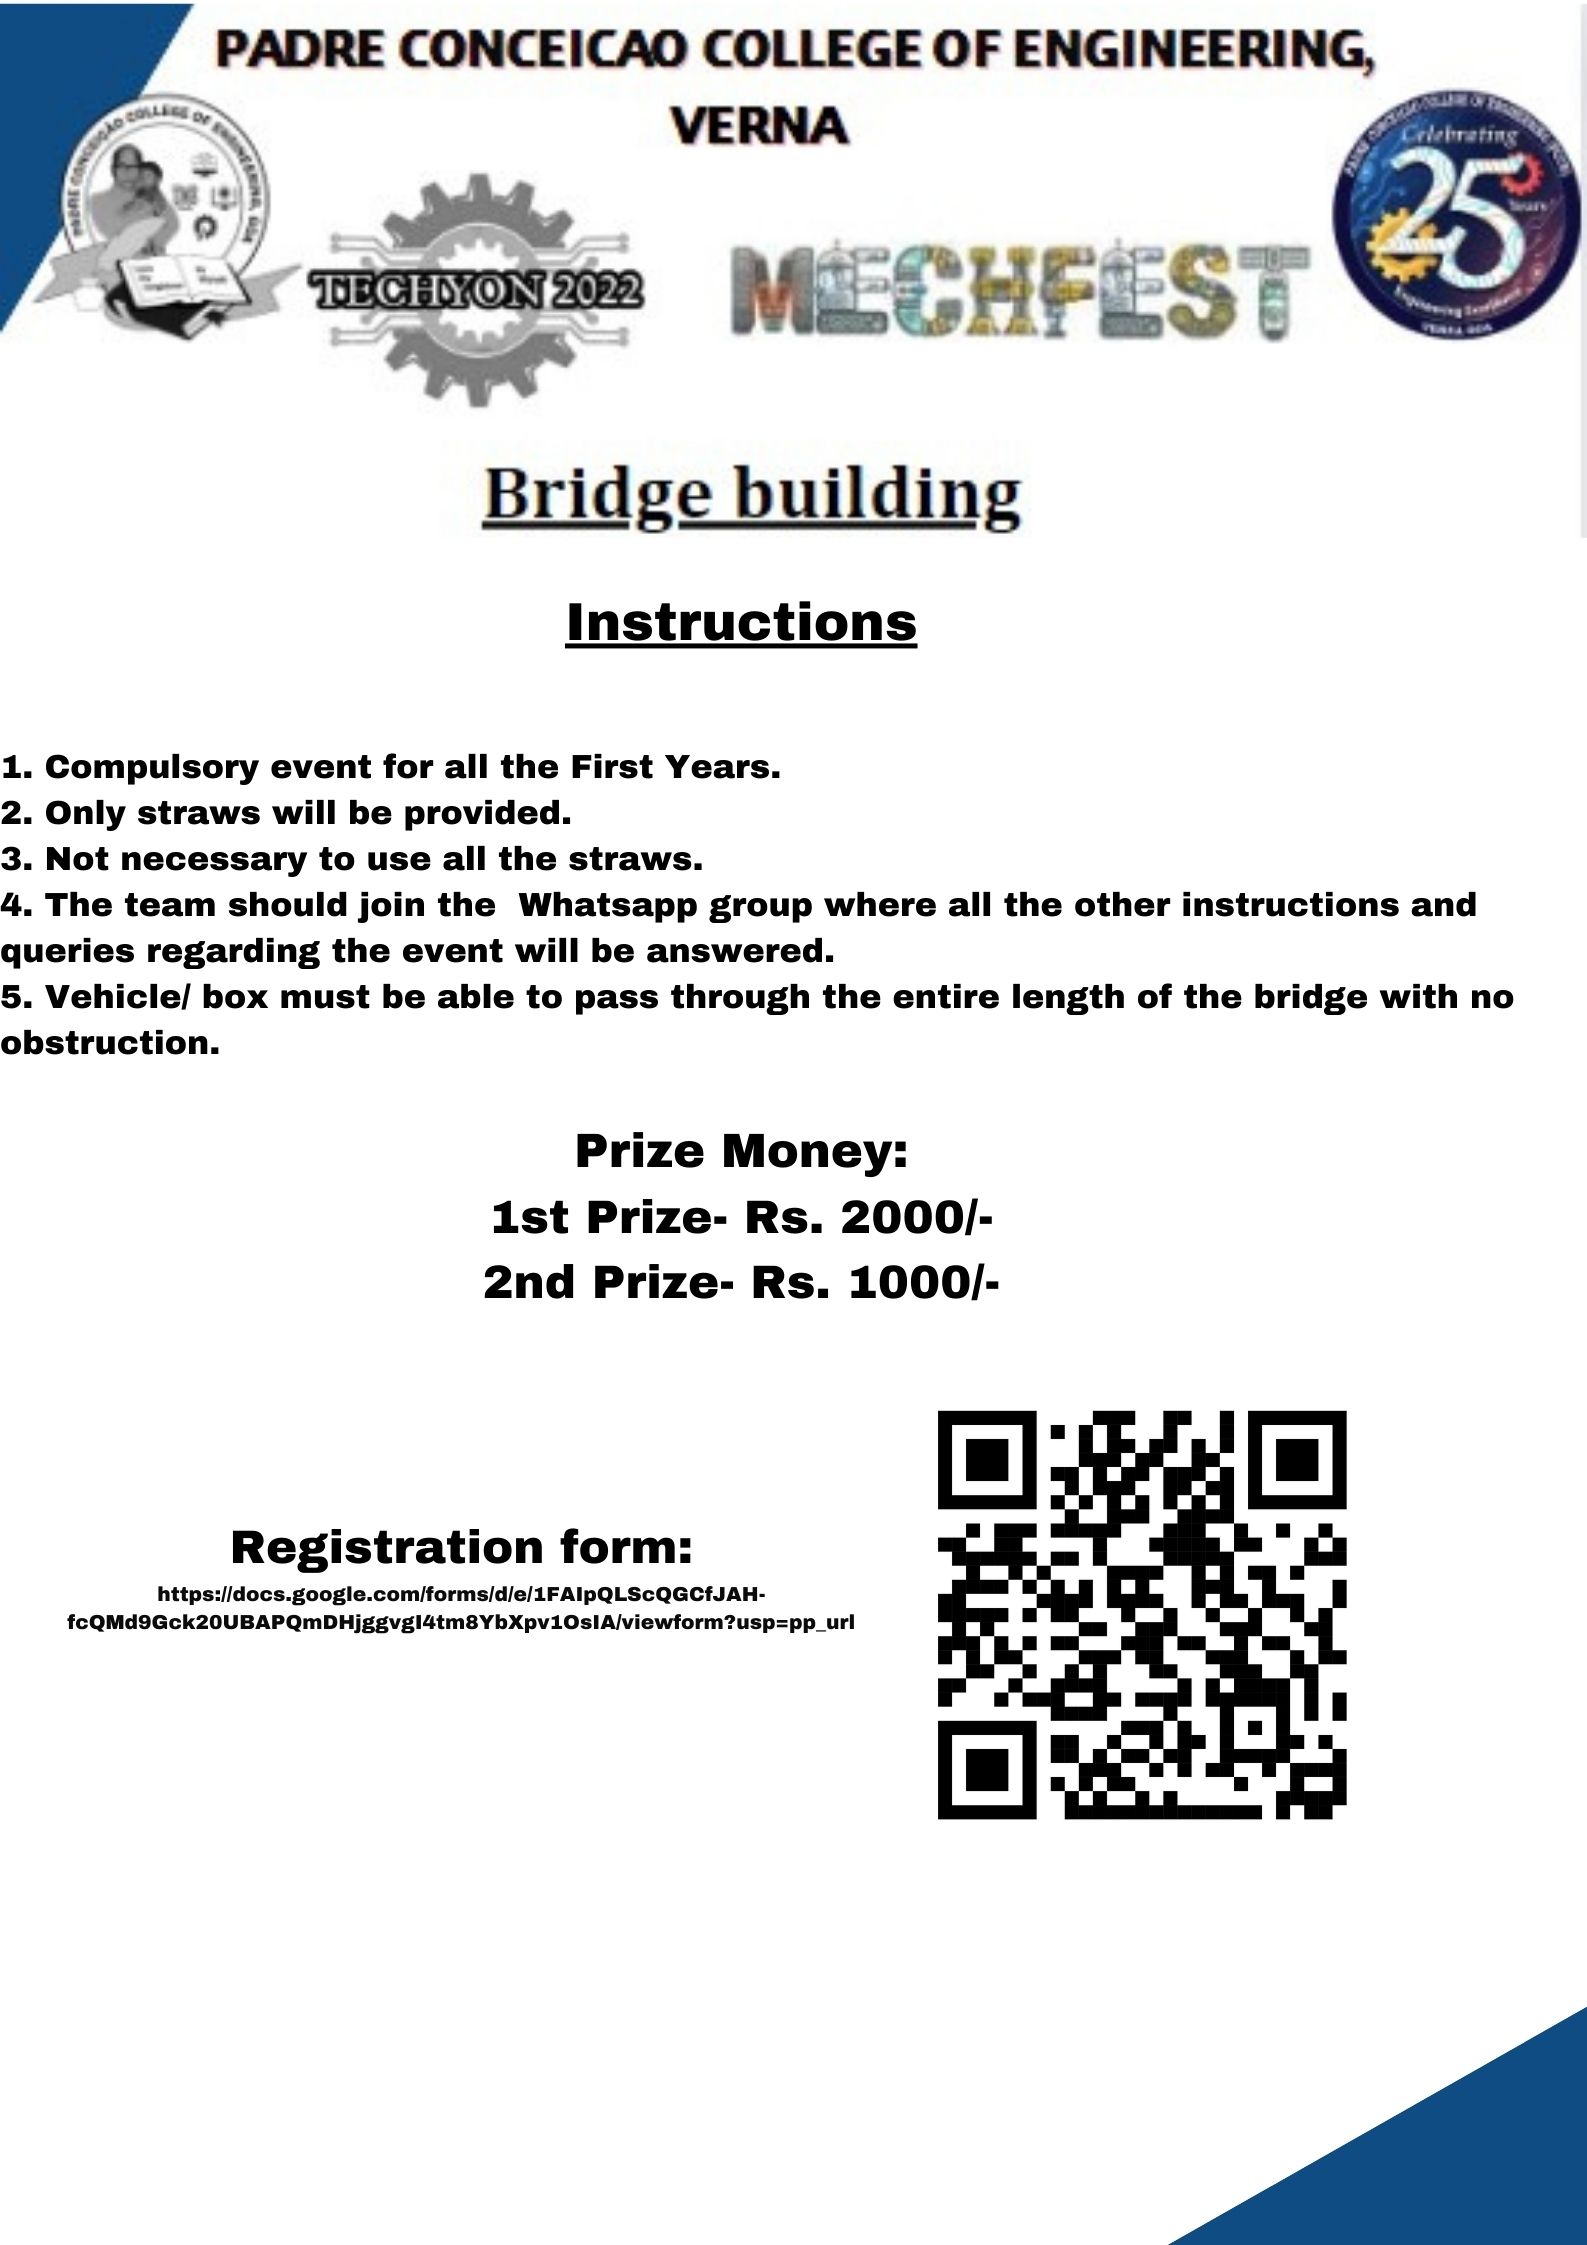 PADRE CONCEICAO COLLEGE OF ENGINEERING,
VERNA
PADRE CONCEICAO COLLEGE OF ENGINEERING, GOA
TECHYON 2022
MECHFEST
Celebrating
25
Years
VERNA GOA
Bridge building
Instructions
1. Compulsory event for all the First Years.
2. Only straws will be provided.
3. Not necessary to use all the straws.
4. The team should join the  Whatsapp group where all the other instructions and
queries regarding the event will be answered.
5. Vehicle/ box must be able to pass through the entire length of the bridge with no
obstruction.
Prize Money:
1st Prize- Rs. 2000/-
2nd Prize- Rs. 1000/-
Registration form:
https://docs.google.com/forms/d/e/1FAIpQLScQGCfJAH-
fcQMd9Gck20UBAPQmDHjggvgI4tm8YbXpv1OsIA/viewform?usp=pp_url